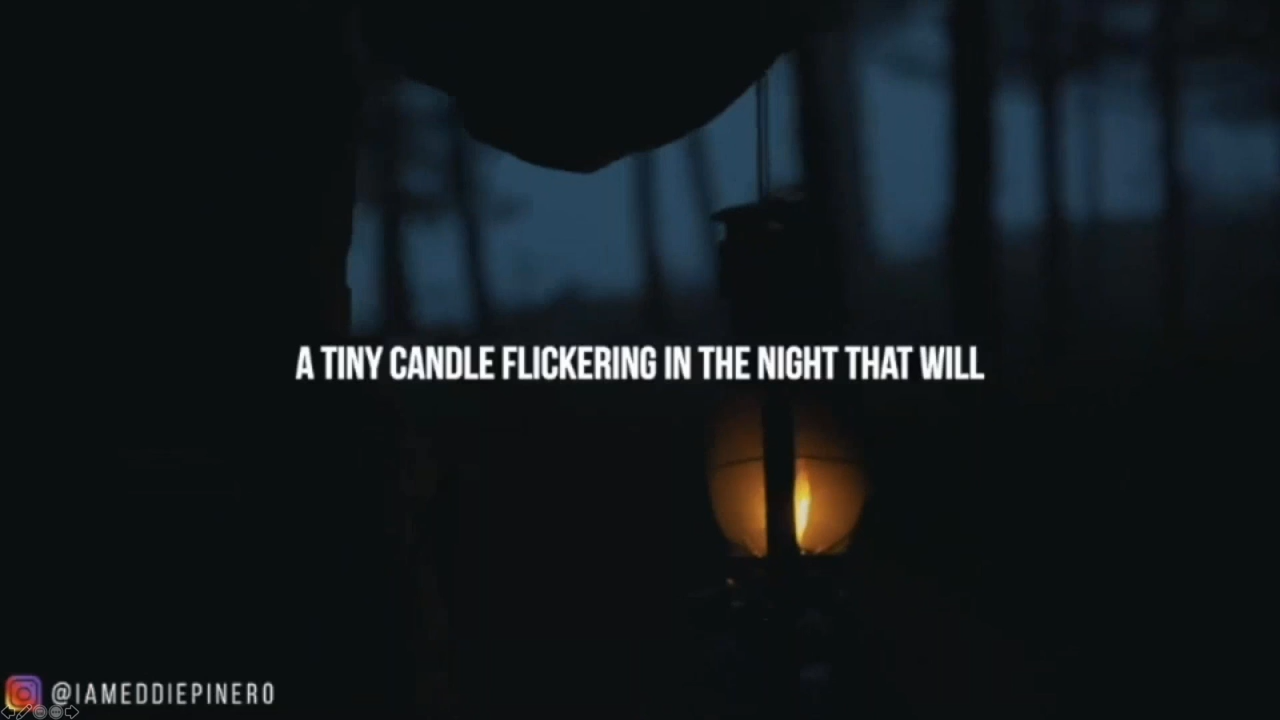 A TINY CANDLE FLICKERING IN THE NIGHT THAT WILL
@IAMEDDIEPINERO